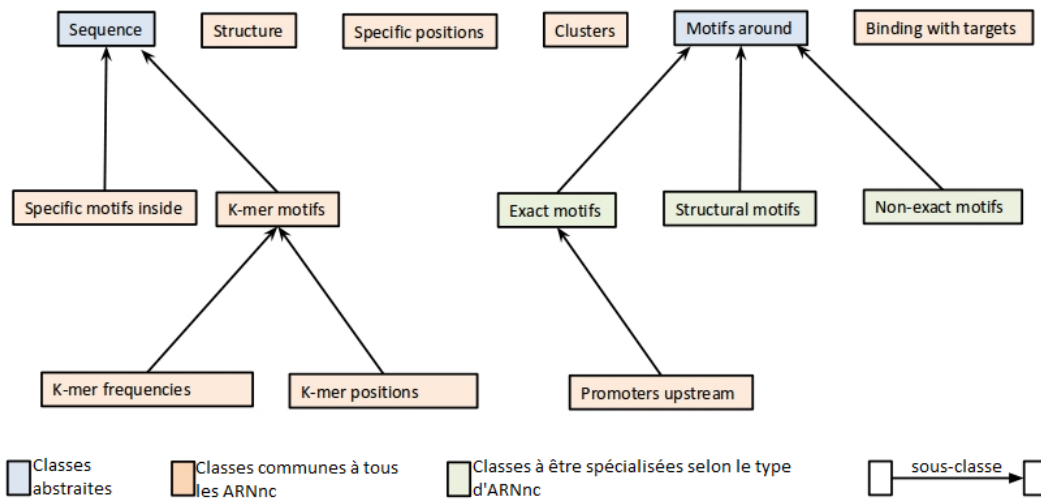 Sequence
Structure
Specific positions
Clusters
Motifs around
Binding with targets
Specific motifs inside
K-mer motifs
Exact motifs
Structural motifs
Non-exact motifs
K-mer frequencies
K-mer positions
Promoters upstream
Classes
abstraites
Classes communes à tous
les ARNnc
Classes à être spécialisées selon le type
d'ARNnc
sous-classe